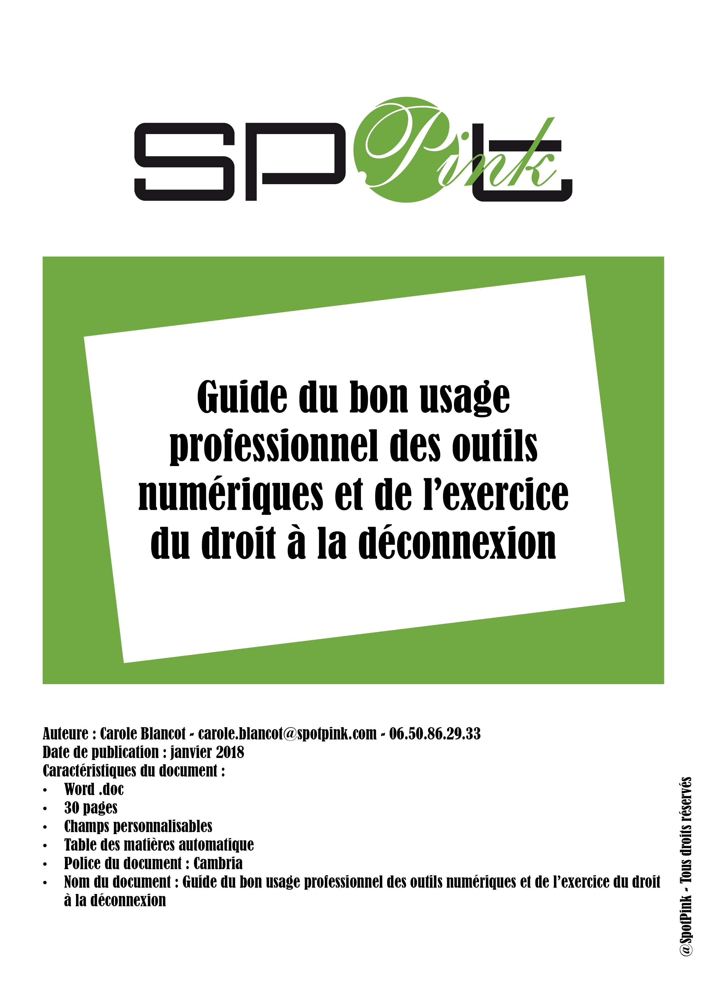 SPOt Pink
Guide du bon usage
professionnel des outils
numériques et de l’exercice
du droit à la déconnexion
Auteure : Carole Blancot - carole.blancot@spotpink.com - 06.50.86.29.33
Date de publication : janvier 2018
Caractéristiques du document :
• Word .doc
• 30 pages
• Champs personnalisables
• Table des matières automatique
• Police du document : Cambria
• Nom du document : Guide du bon usage professionnel des outils numériques et de l’exercice du droit
à la déconnexion
@SpotPink - Tous droits réservés